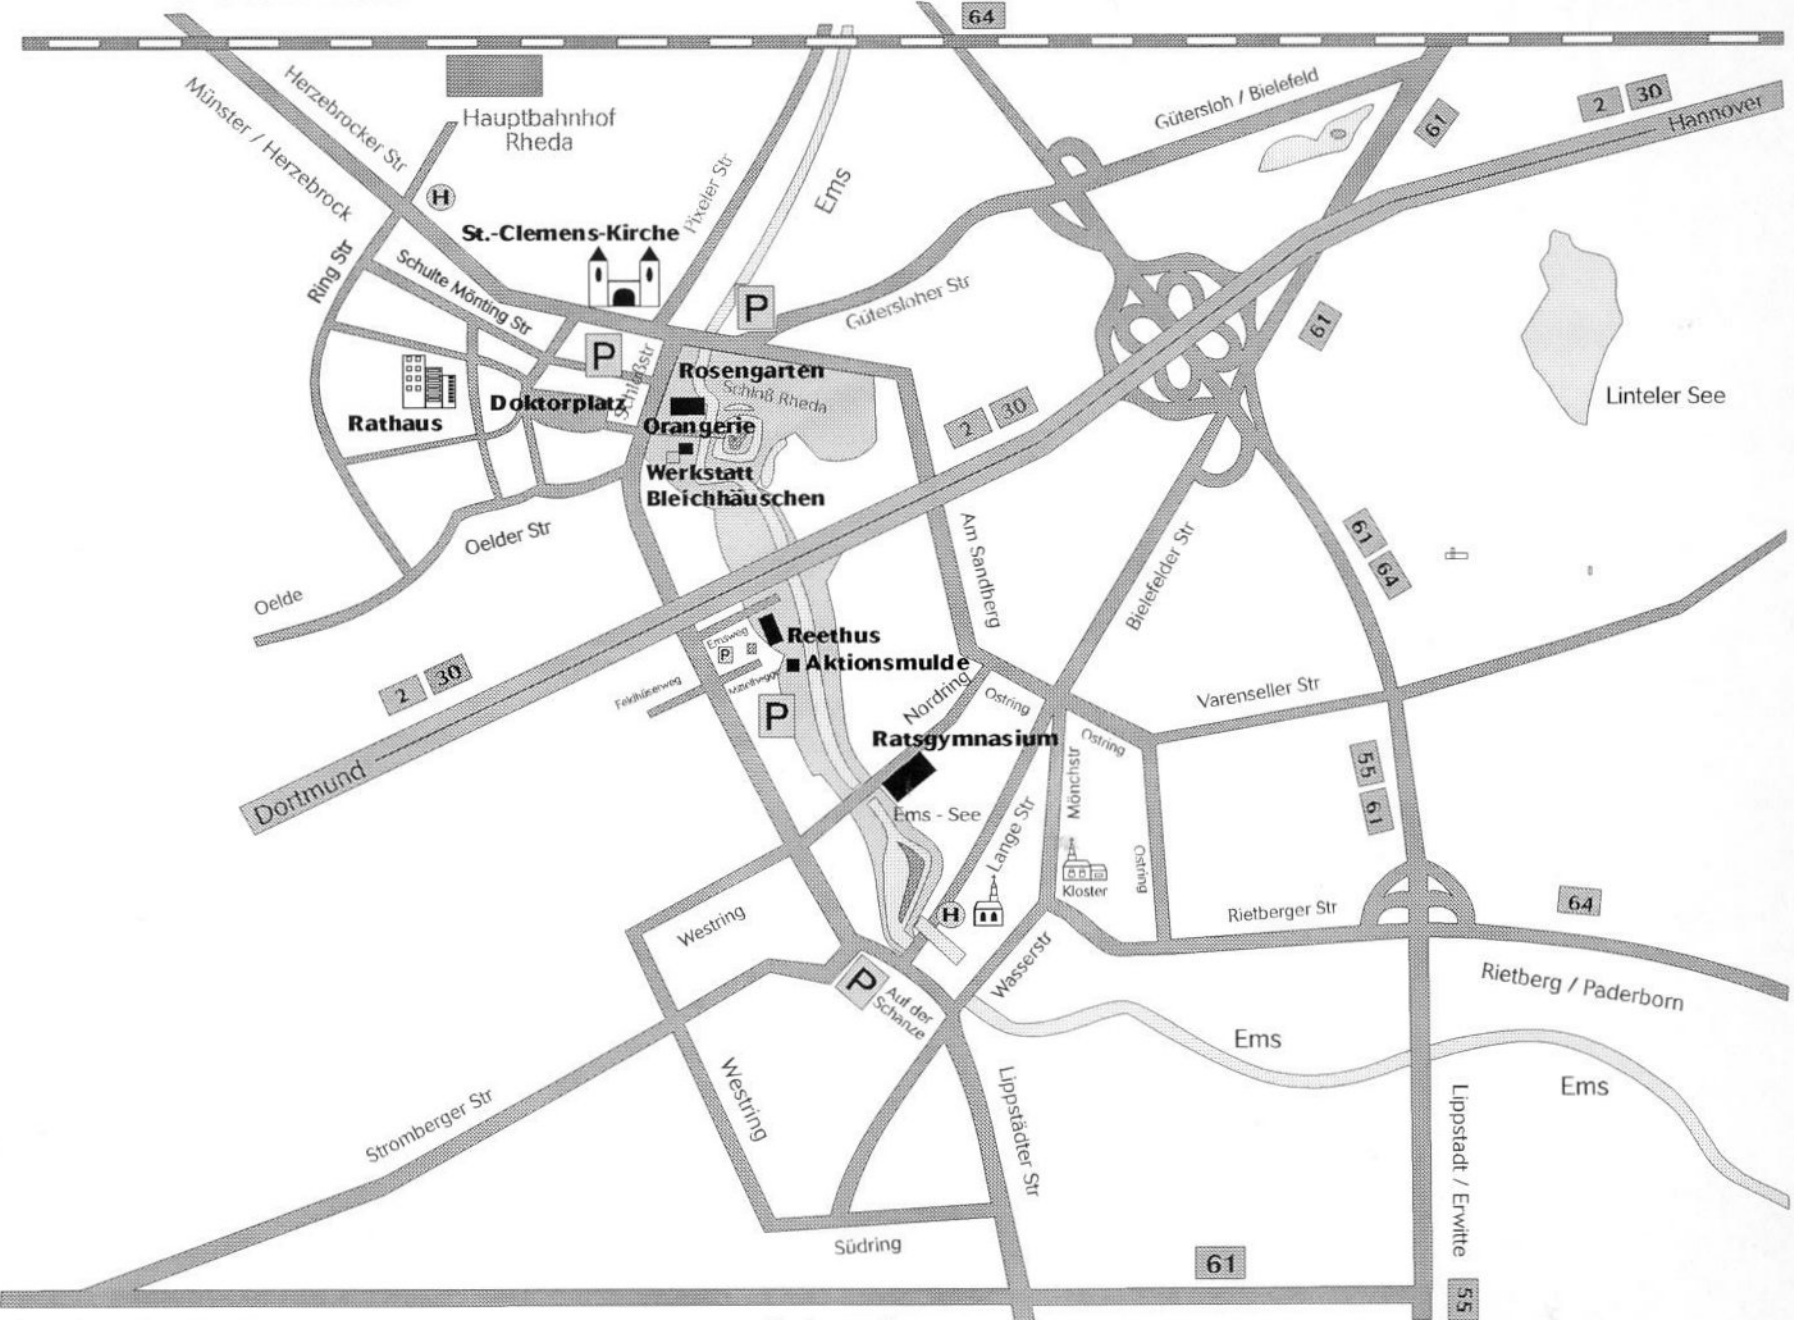 64
Herzebrocker Str
Münster / Herzebrock
Hauptbahnhof
Rheda
H
Pixeler Str
Ems
Gütersloh / Bielefeld
61
2
30
Hannover
St.-Clemens-Kirche
Ring Str
Schulte Mönting Str
P
Gütersloher Str
61
P
Schloßstr
Rosengarten
Schloß Rheda
Linteler See
Rathaus
Doktorplatz
Orangerie
2
30
Werkstatt
Bleichhäuschen
Oelder Str
Oelde
Am Sandberg
Bielefelder Str
61
64
Emsweg
P
Reethus
Aktionsmulde
Feldhüserweg
Mittelhegge
2
30
P
Nordring
Ostring
Varenseller Str
Ratsgymnasium
Ostring
Mönchstr
55
61
Dortmund
Ems - See
Lange Str
Ostring
Kloster
H
Westring
Rietberger Str
64
Wasserstr
P
Auf der
Schanze
Rietberg / Paderborn
Ems
Ems
Westring
Stromberger Str
Lippstädter Str
Lippstadt / Erwitte
Südring
61
55